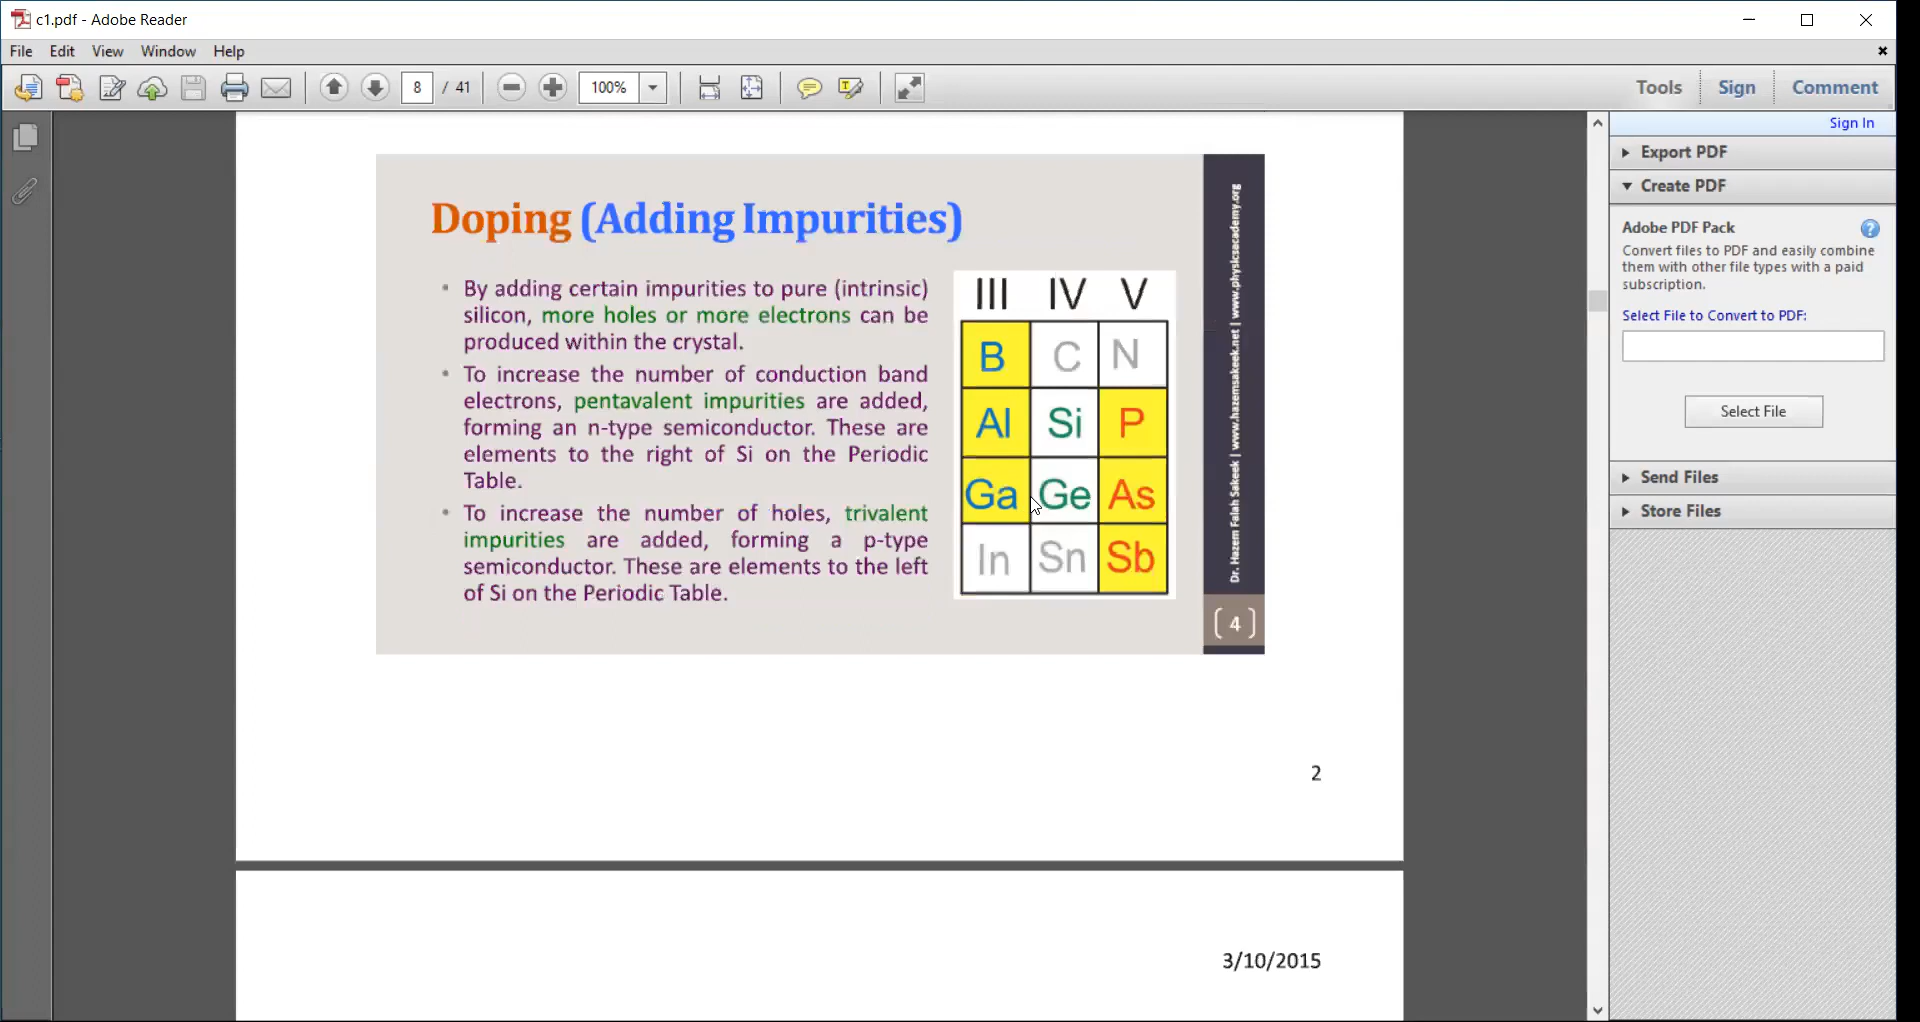 c1.pdf - Adobe Reader
File Edit View Window Help
8 / 41 100% Tools Sign Comment
Sign In
Export PDF
Create PDF
Adobe PDF Pack
Convert files to PDF and easily combine
them with other file types with a paid
subscription.
Select File to Convert to PDF:
Select File
Send Files
Store Files
Doping (Adding Impurities)
• By adding certain impurities to pure (intrinsic)
silicon, more holes or more electrons can be
produced within the crystal.
• To increase the number of conduction band
electrons, pentavalent impurities are added,
forming an n-type semiconductor. These are
elements to the right of Si on the Periodic
Table.
• To increase the number of holes, trivalent
impurities are added, forming a p-type
semiconductor. These are elements to the left
of Si on the Periodic Table.
III IV V
B C N
Al Si P
Ga Ge As
In Sn Sb
Dr. Hazem Falah Sakeek | www.hazemsakeek.net | www.physicsacademy.org
[ 4 ]
2
3/10/2015